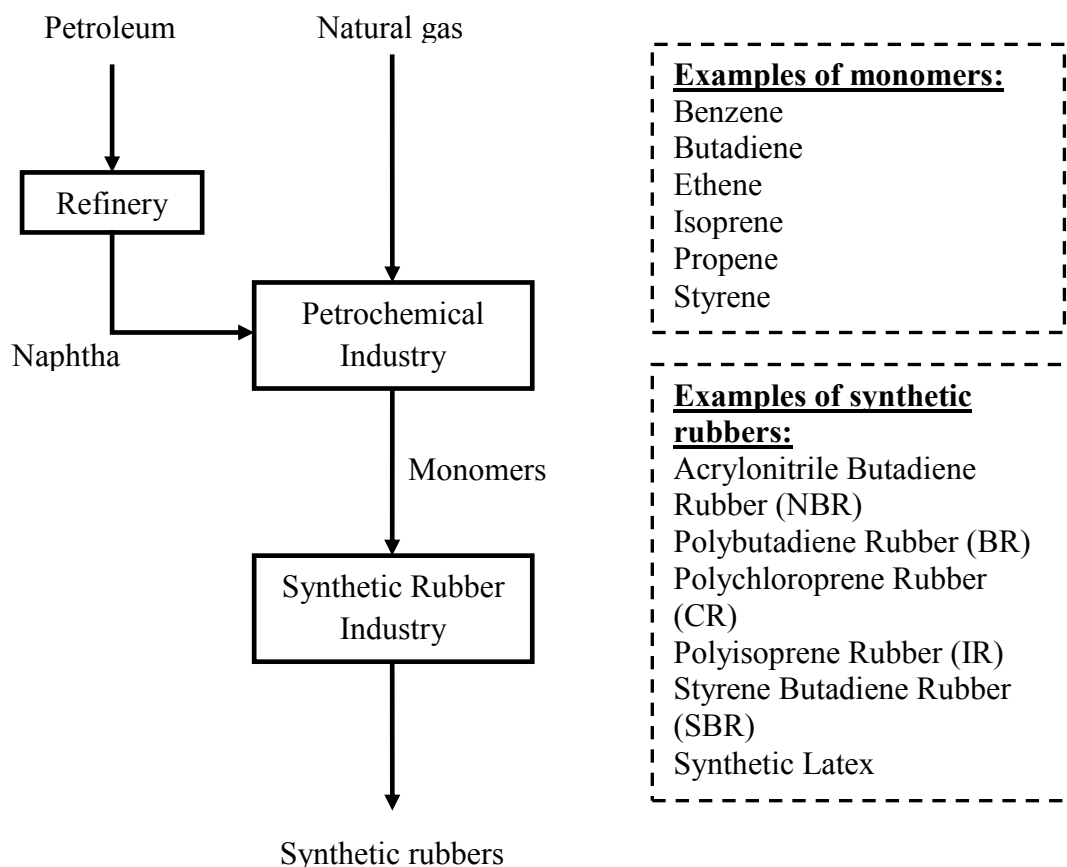 Petroleum
Natural gas
Refinery
Naphtha
Petrochemical
Industry
Monomers
Synthetic Rubber
Industry
Synthetic rubbers
Examples of monomers:
Benzene
Butadiene
Ethene
Isoprene
Propene
Styrene
Examples of synthetic
rubbers:
Acrylonitrile Butadiene
Rubber (NBR)
Polybutadiene Rubber (BR)
Polychloroprene Rubber
(CR)
Polyisoprene Rubber (IR)
Styrene Butadiene Rubber
(SBR)
Synthetic Latex